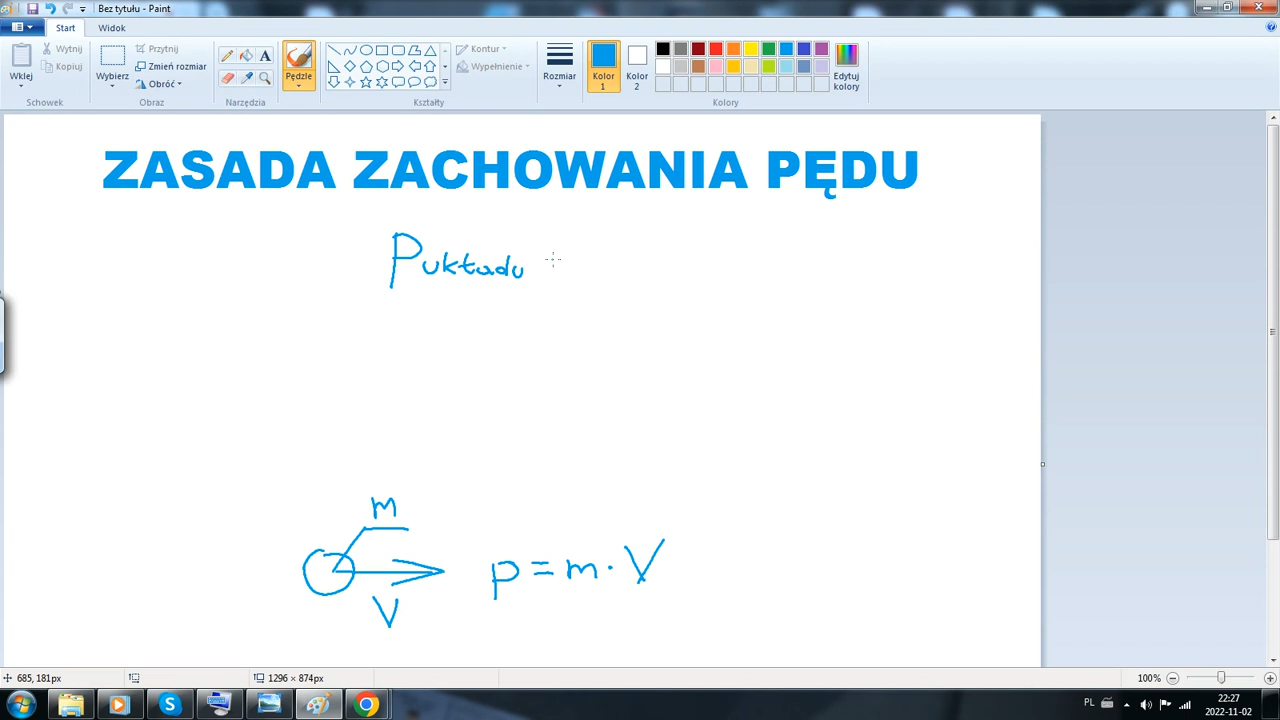 Bez tytułu - Paint
Start Widok
Wklej
Wytnij
Kopiuj
Schowek
Wybierz
Przytnij
Zmień rozmiar
Obróć
Obraz
A
Narzędzia
Pędzle
Kontur
Wypełnienie
Kształty
Rozmiar
Kolor 1
Kolor 2
Edytuj kolory
Kolory
ZASADA ZACHOWANIA PĘDU
Pukładu
m
V
p = m · V
685, 181px
1296 × 874px
100%
PL
22:27
2022-11-02